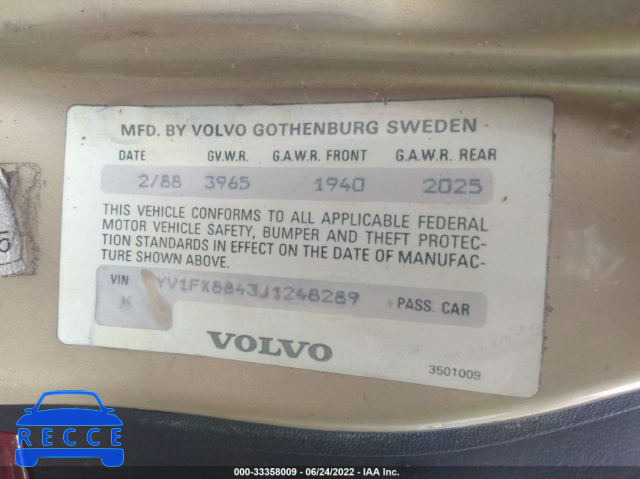 MFD. BY VOLVO GOTHENBURG SWEDEN
DATE G.V.W.R. G.A.W.R. FRONT G.A.W.R. REAR
2/88 3965 1940 2025
THIS VEHICLE CONFORMS TO ALL APPLICABLE FEDERAL
MOTOR VEHICLE SAFETY, BUMPER AND THEFT PROTEC-
TION STANDARDS IN EFFECT ON THE DATE OF MANUFAC-
TURE SHOWN ABOVE.
VIN YV1FX8843J1248289 PASS. CAR
K
VOLVO
3501009
RECCE
000-33358009 - 06/24/2022 - IAA Inc.